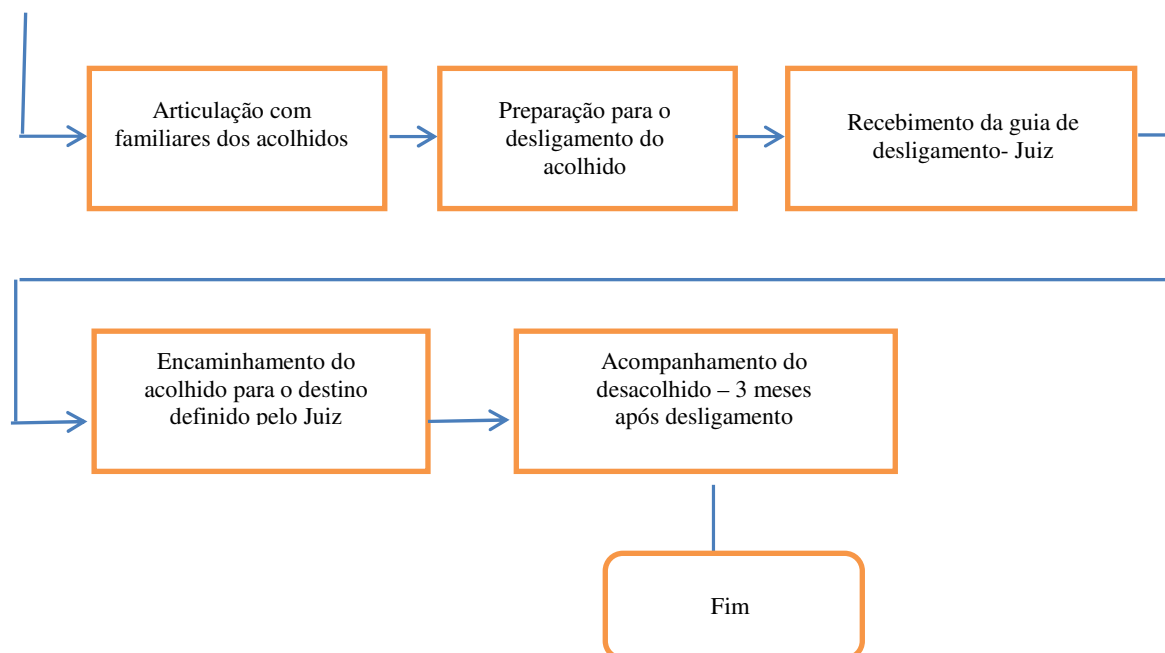 Articulação com
familiares dos acolhidos
Preparação para o
desligamento do
acolhido
Recebimento da guia de
desligamento- Juiz
Encaminhamento do
acolhido para o destino
definido pelo Juiz
Acompanhamento do
desacolhido – 3 meses
após desligamento
Fim